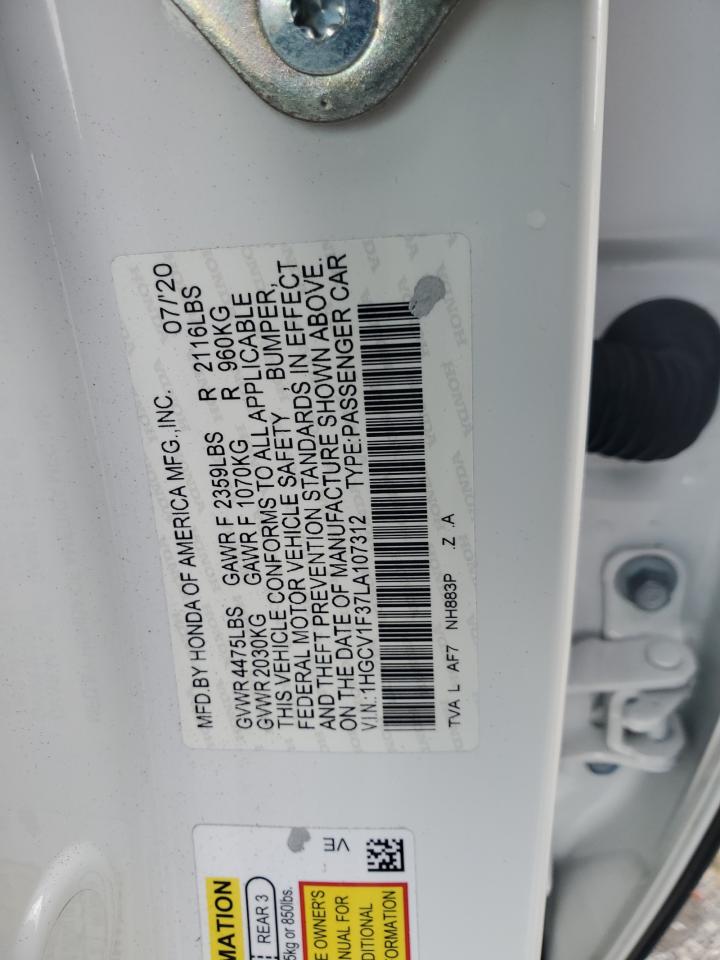 MFD.BY HONDA OF AMERICA MFG.,INC. 07/'20
GVWR 4475LBS GAWR F 2359LBS R 2116LBS
GVWR 2030KG GAWR F 1070KG R 960KG
THIS VEHICLE CONFORMS TO ALL APPLICABLE
FEDERAL MOTOR VEHICLE SAFETY , BUMPER,
AND THEFT PREVENTION STANDARDS IN EFFECT
ON THE DATE OF MANUFACTURE SHOWN ABOVE.
VIN:1HGCV1F37LA107312 TYPE:PASSENGER CAR
TVA L AF7 NH883P .Z .A
VE
MATION
REAR 3
5kg or 850lbs.
E OWNER'S
NUAL FOR
DITIONAL
FORMATION